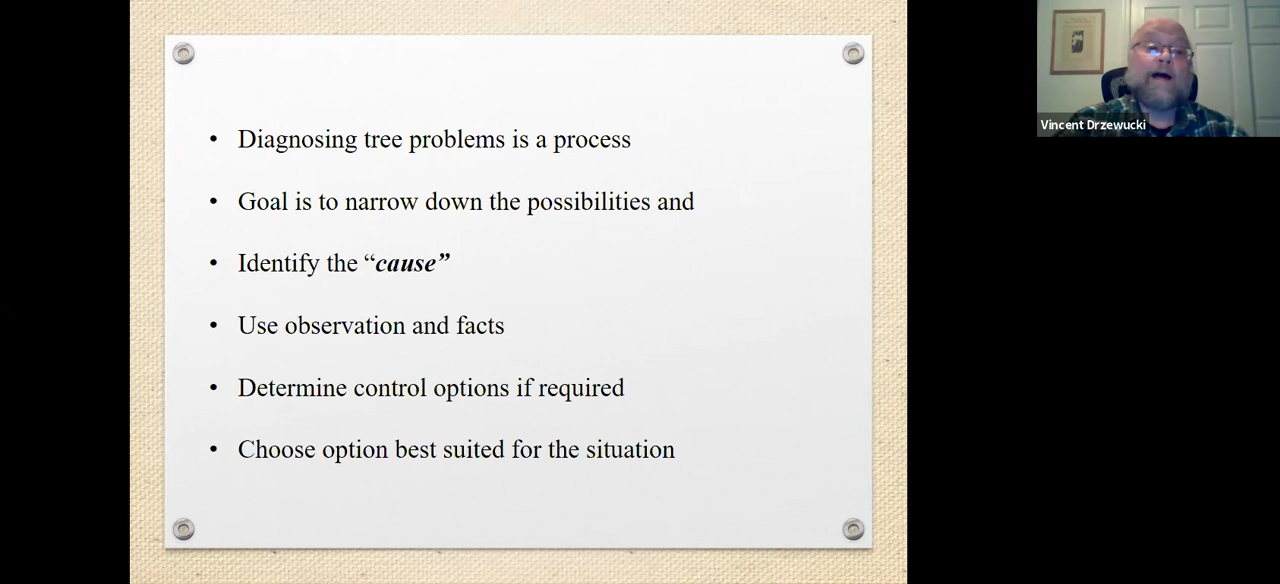 • Diagnosing tree problems is a process
• Goal is to narrow down the possibilities and
• Identify the “cause”
• Use observation and facts
• Determine control options if required
• Choose option best suited for the situation
Vincent Drzewucki